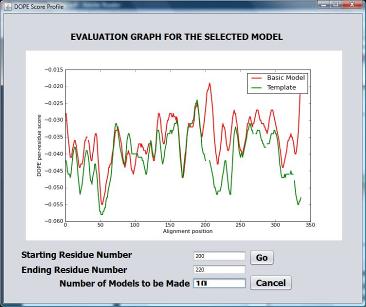 DOPE Score Profile
EVALUATION GRAPH FOR THE SELECTED MODEL
-0.015
-0.020
-0.025
-0.030
-0.035
-0.040
-0.045
-0.050
-0.055
-0.060
DOPE per-residue score
Basic Model
Template
0 50 100 150 200 250 300 350
Alignment position
Starting Residue Number 200 Go
Ending Residue Number 220
Number of Models to be Made 10 Cancel